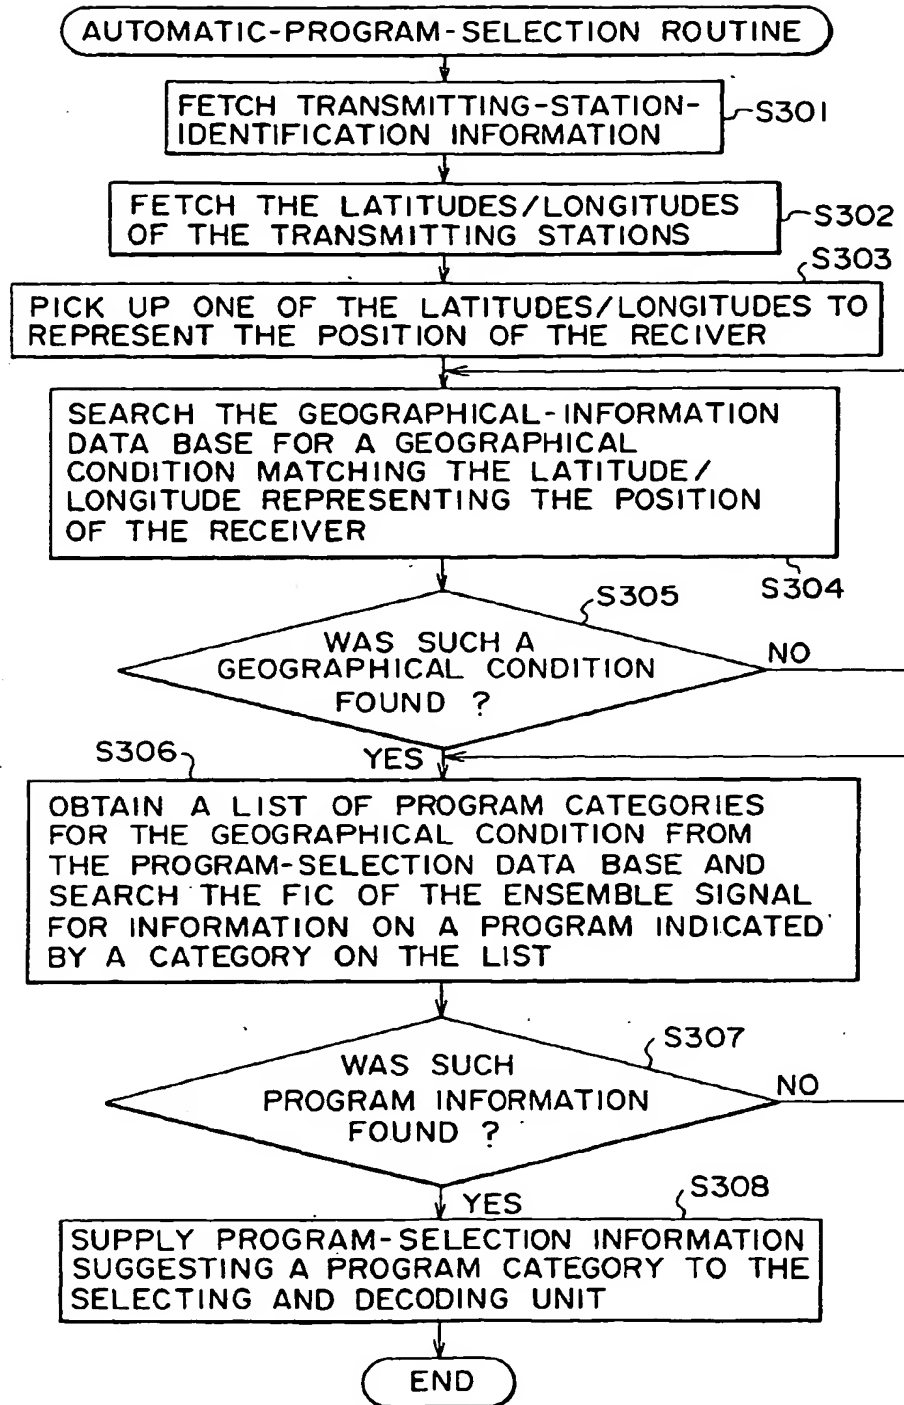 AUTOMATIC-PROGRAM-SELECTION ROUTINE
FETCH TRANSMITTING-STATION-
IDENTIFICATION INFORMATION
S301
FETCH THE LATITUDES/LONGITUDES
OF THE TRANSMITTING STATIONS
S302
S303
PICK UP ONE OF THE LATITUDES/LONGITUDES TO
REPRESENT THE POSITION OF THE RECIVER
SEARCH THE GEOGRAPHICAL-INFORMATION
DATA BASE FOR A GEOGRAPHICAL
CONDITION MATCHING THE LATITUDE/
LONGITUDE REPRESENTING THE POSITION
OF THE RECEIVER
S304
S305
WAS SUCH A
GEOGRAPHICAL CONDITION
FOUND ?
NO
YES
S306
OBTAIN A LIST OF PROGRAM CATEGORIES
FOR THE GEOGRAPHICAL CONDITION FROM
THE PROGRAM-SELECTION DATA BASE AND
SEARCH THE FIC OF THE ENSEMBLE SIGNAL
FOR INFORMATION ON A PROGRAM INDICATED
BY A CATEGORY ON THE LIST
S307
WAS SUCH
PROGRAM INFORMATION
FOUND ?
NO
YES
S308
SUPPLY PROGRAM-SELECTION INFORMATION
SUGGESTING A PROGRAM CATEGORY TO THE
SELECTING AND DECODING UNIT
END